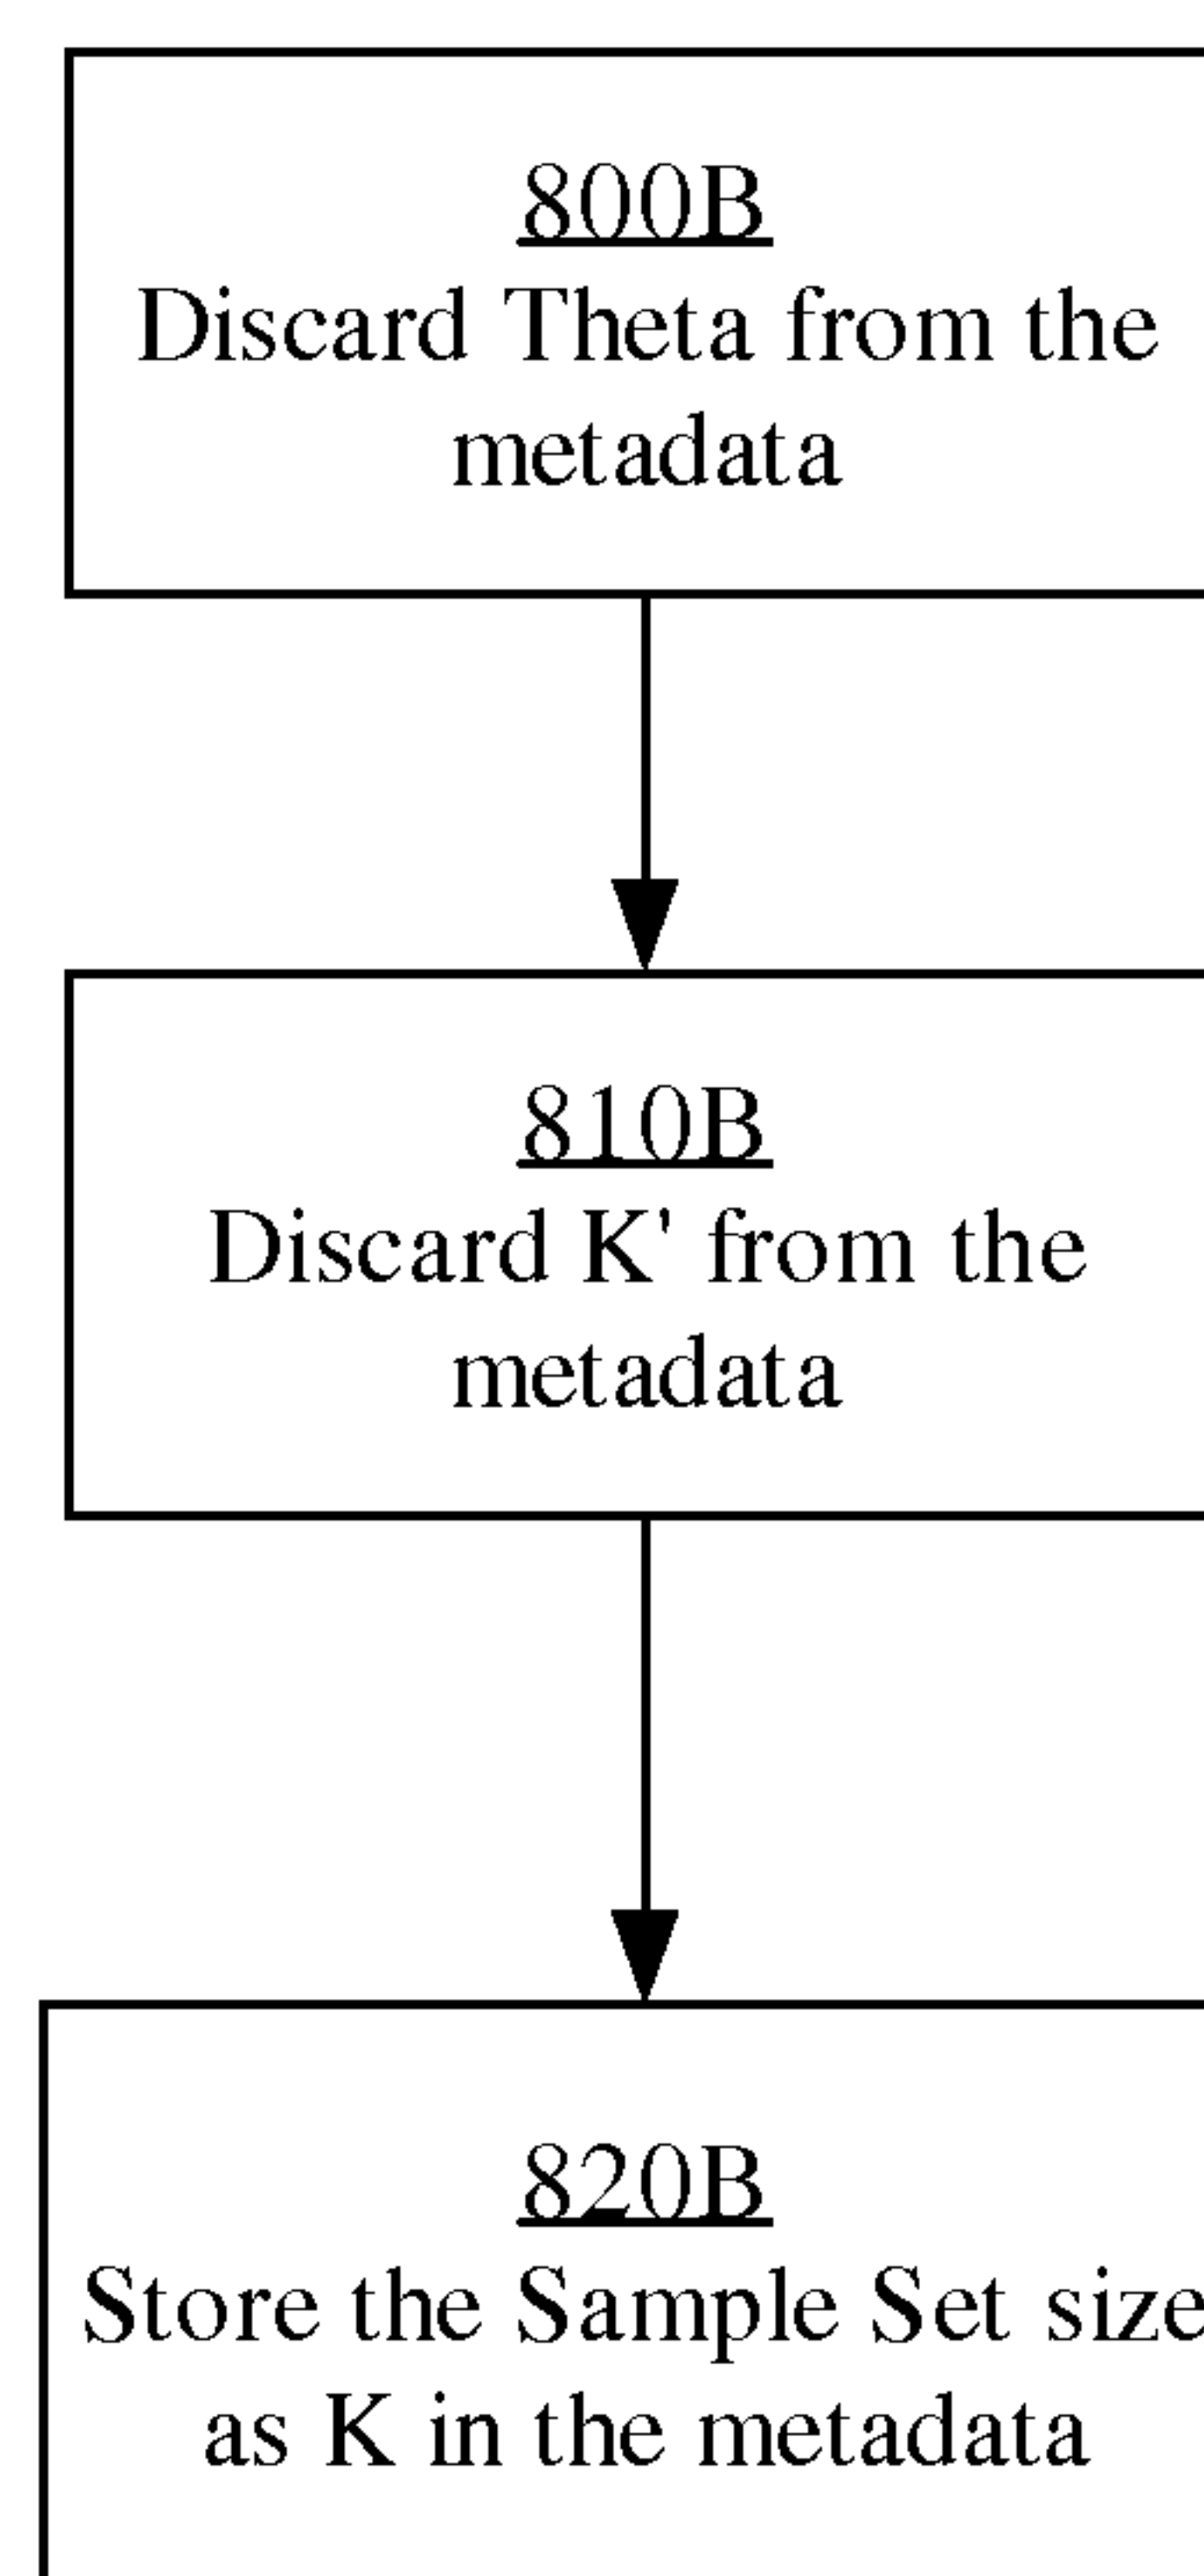 800B
Discard Theta from the
metadata
810B
Discard K' from the
metadata
820B
Store the Sample Set size
as K in the metadata